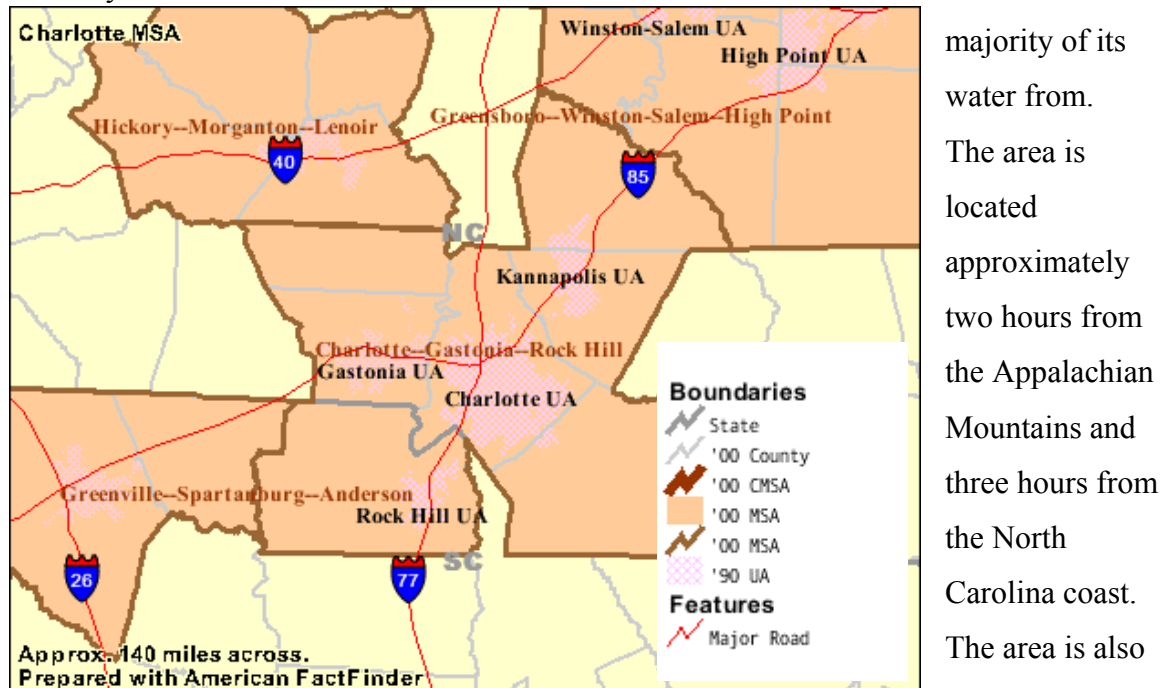 Charlotte MSA
Winston-Salem UA
High Point UA
Hickory--Morganton--Lenoir
Greensboro--Winston-Salem--High Point
40
85
NC
Kannapolis UA
Charlotte--Gastonia--Rock Hill
Gastonia UA
Charlotte UA
Greenville--Spartanburg--Anderson
Rock Hill UA
SC
26
77
Boundaries
State
'00 County
'00 CMSA
'00 MSA
'00 MSA
'90 UA
Features
Major Road
Approx. 140 miles across.
Prepared with American FactFinder
majority of its
water from.
The area is
located
approximately
two hours from
the Appalachian
Mountains and
three hours from
the North
Carolina coast.
The area is also